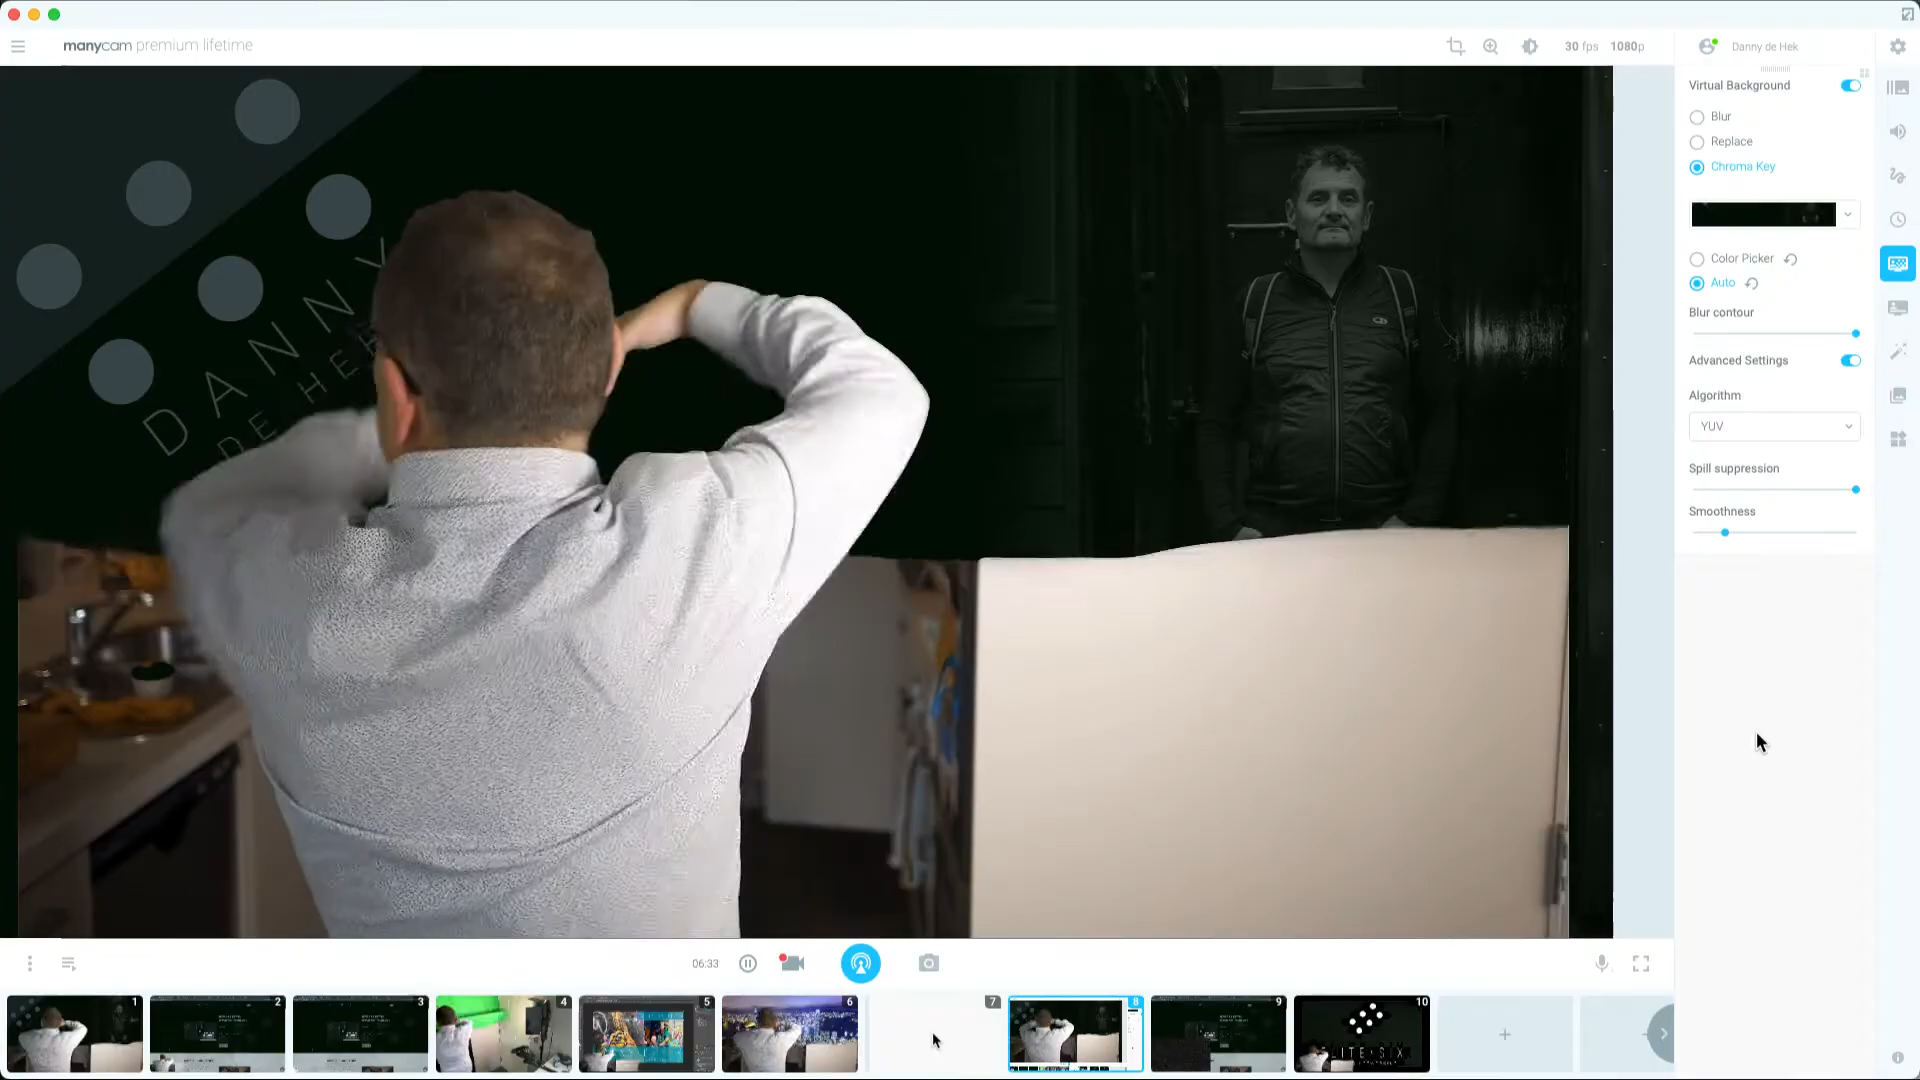 manycam premium lifetime
30 fps 1080p
Danny de Hek
Virtual Background
Blur
Replace
Chroma Key
Color Picker
Auto
Blur contour
Advanced Settings
Algorithm
YUV
Spill suppression
Smoothness
DANNY
DE HEK
06:33
1
2
3
4
5
6
7
8
9
10